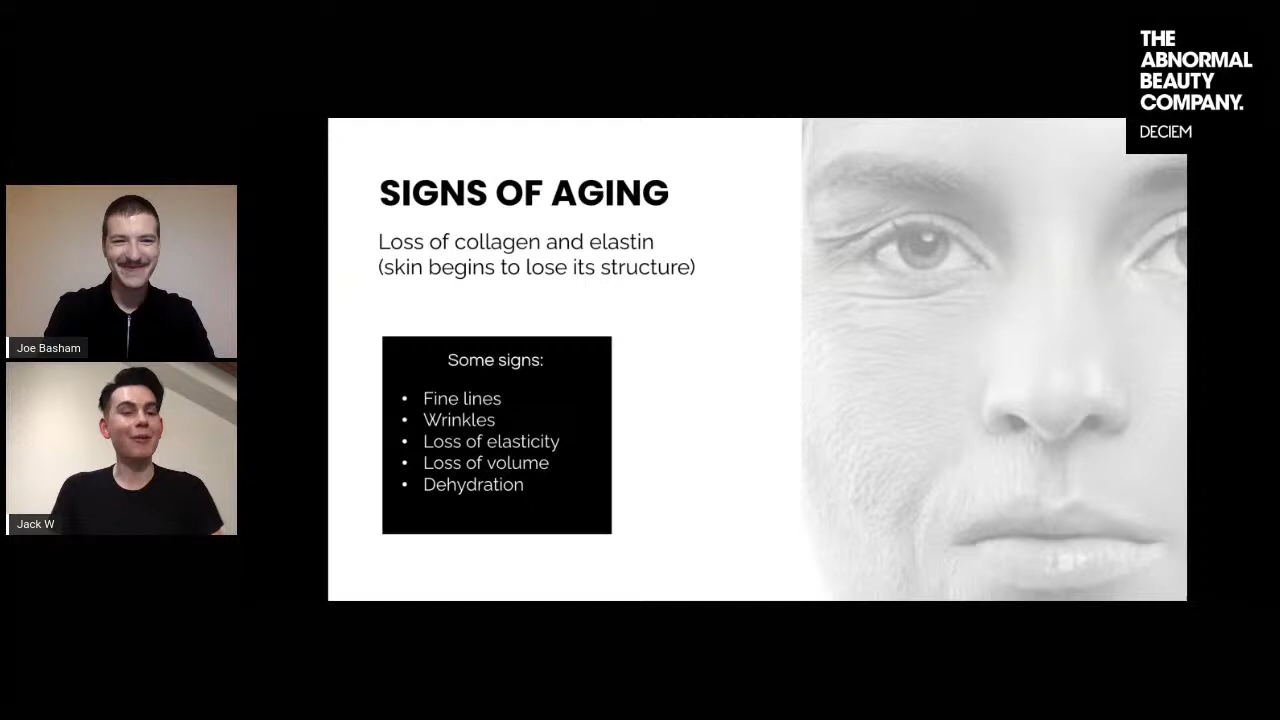 THE
ABNORMAL
BEAUTY
COMPANY.
DECIEM
SIGNS OF AGING
Loss of collagen and elastin
(skin begins to lose its structure)
Some signs:
• Fine lines
• Wrinkles
• Loss of elasticity
• Loss of volume
• Dehydration
Joe Basham
Jack W